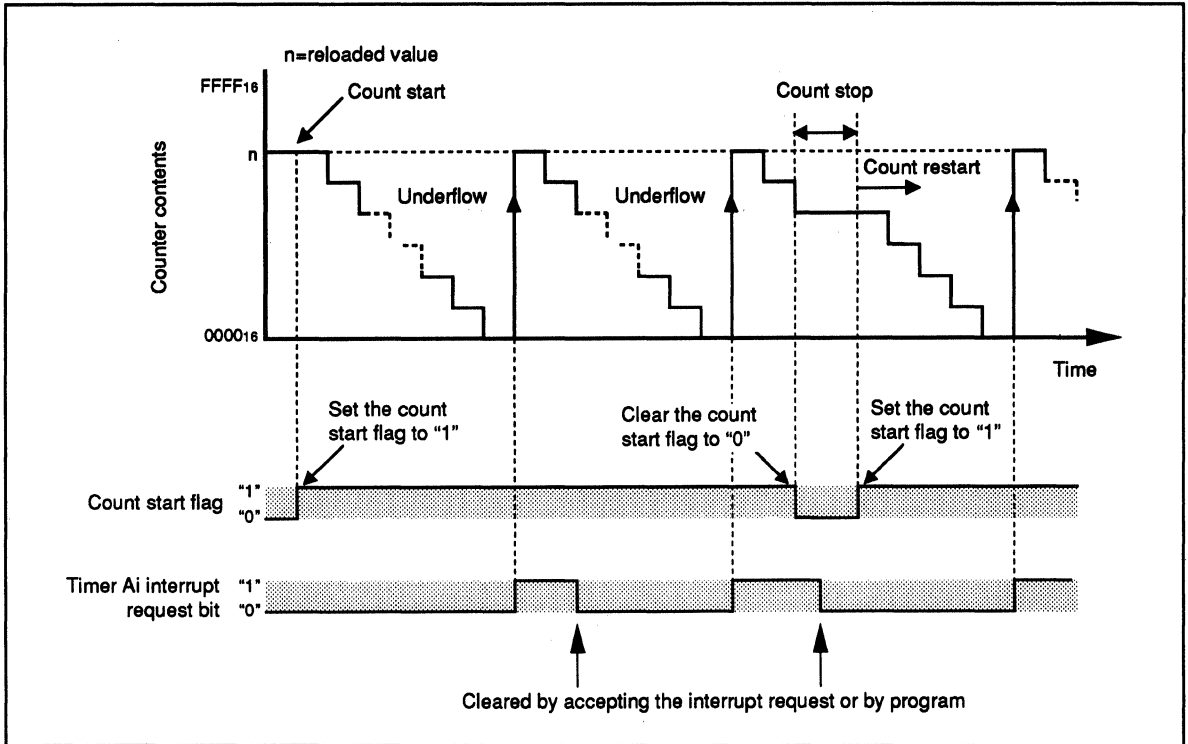 n=reloaded value
FFFF16
Count start
Count stop
n
Count restart
Underflow
Underflow
Counter contents
000016
Time
Set the count
start flag to “1”
Clear the count
start flag to “0”
Set the count
start flag to “1”
Count start flag
“1”
“0”
Timer Ai interrupt
request bit
“1”
“0”
Cleared by accepting the interrupt request or by program